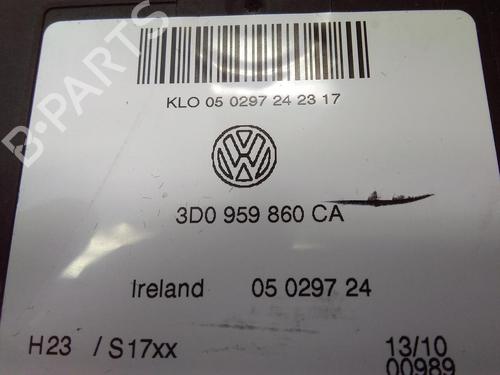 B-PARTS
KLO 05 0297 24 23 17
3D0 959 860 CA
Ireland 05 0297 24
H23 / S17xx 13/10
00989